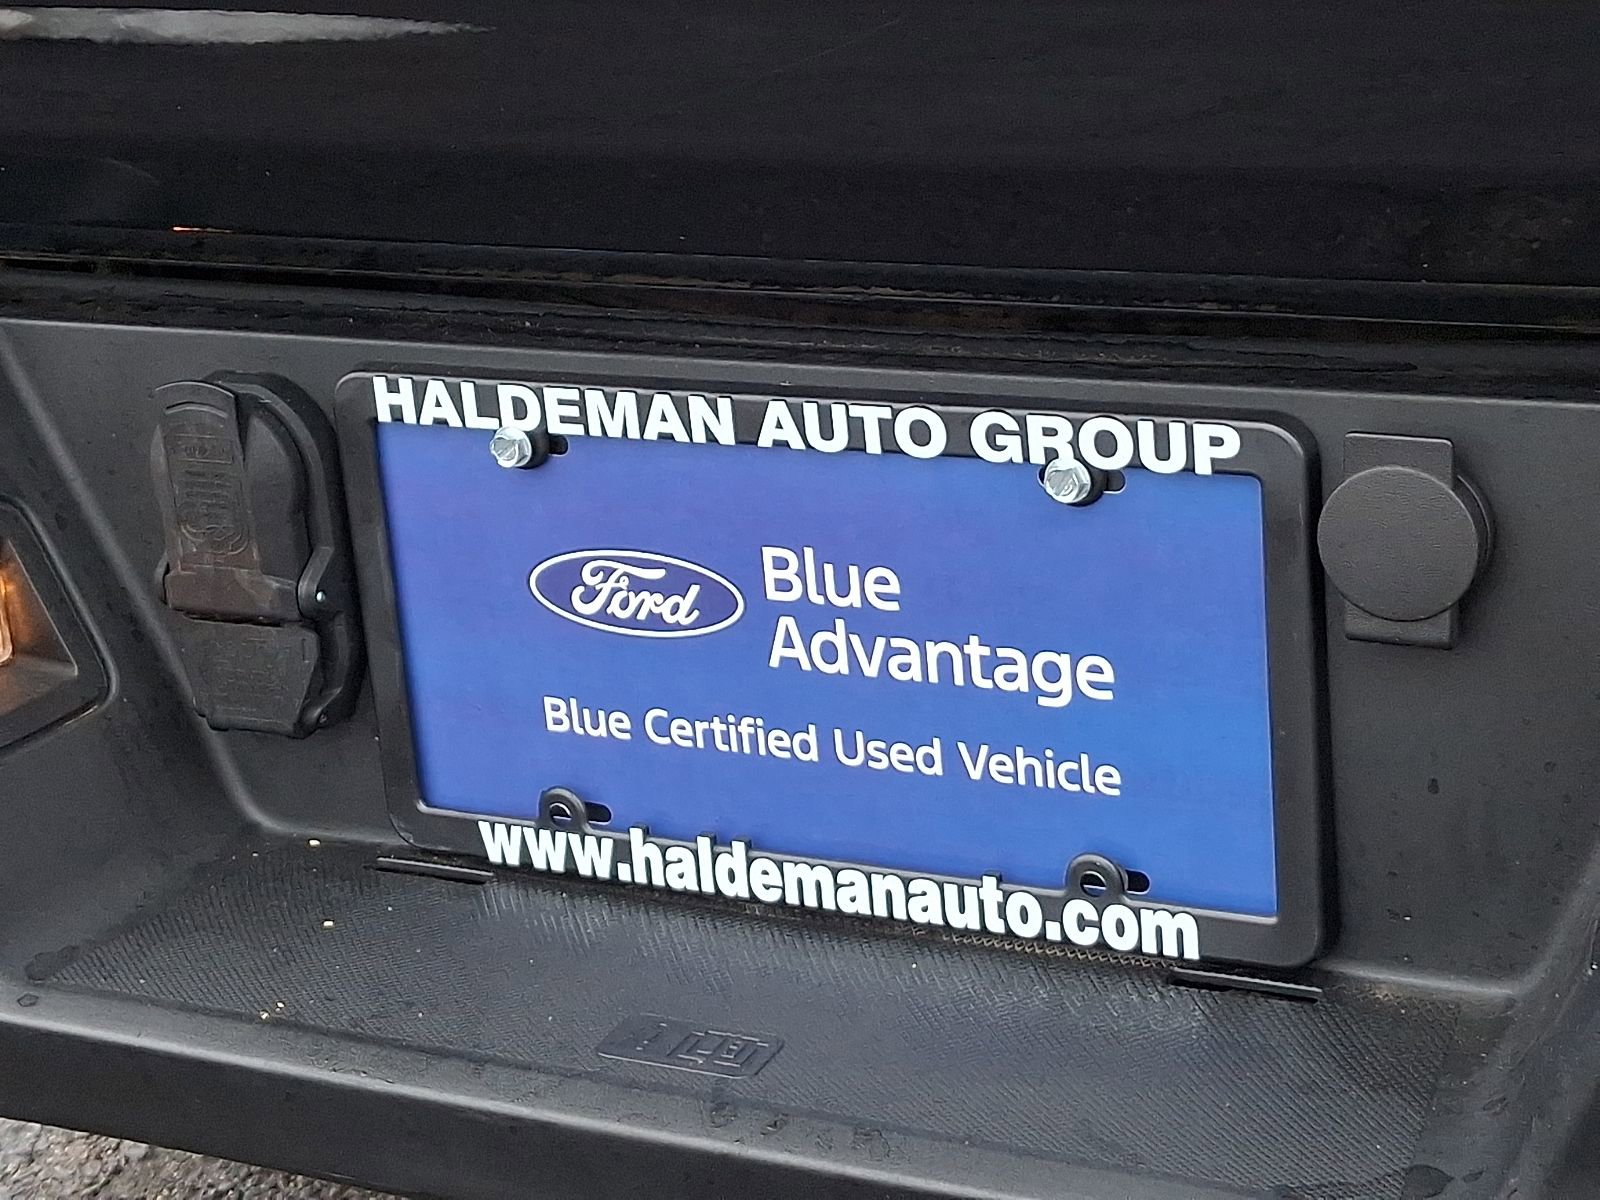 HALDEMAN AUTO GROUP
Ford
Blue
Advantage
Blue Certified Used Vehicle
www.haldemanauto.com